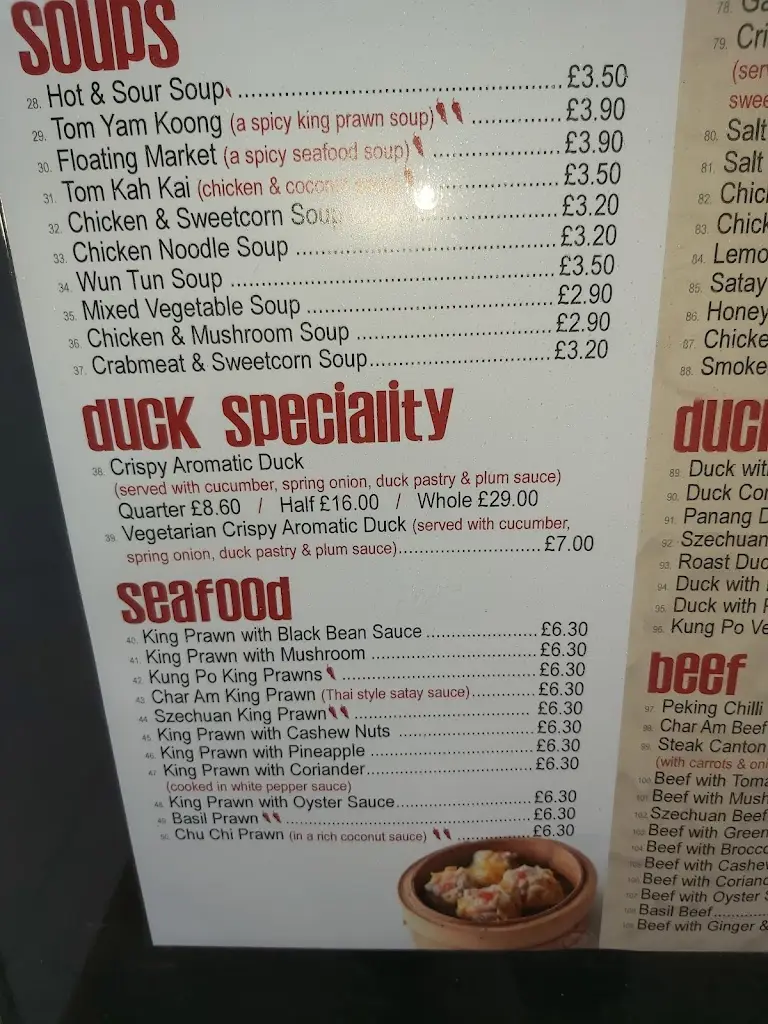 soups
28. Hot & Sour Soup ........ £3.50
29. Tom Yam Koong (a spicy king prawn soup) ........ £3.90
30. Floating Market (a spicy seafood soup) ........ £3.90
31. Tom Kah Kai (chicken & coconut ........ £3.50
32. Chicken & Sweetcorn Soup ........ £3.20
33. Chicken Noodle Soup ........ £3.20
34. Wun Tun Soup ........ £3.50
35. Mixed Vegetable Soup ........ £2.90
36. Chicken & Mushroom Soup ........ £2.90
37. Crabmeat & Sweetcorn Soup ........ £3.20
duck speciality
38. Crispy Aromatic Duck
(served with cucumber, spring onion, duck pastry & plum sauce)
Quarter £8.60 / Half £16.00 / Whole £29.00
39. Vegetarian Crispy Aromatic Duck (served with cucumber,
spring onion, duck pastry & plum sauce) ........ £7.00
seafood
40. King Prawn with Black Bean Sauce ........ £6.30
41. King Prawn with Mushroom ........ £6.30
42. Kung Po King Prawns ........ £6.30
43. Char Am King Prawn (Thai style satay sauce) ........ £6.30
44. Szechuan King Prawn ........ £6.30
45. King Prawn with Cashew Nuts ........ £6.30
46. King Prawn with Pineapple ........ £6.30
47. King Prawn with Coriander ........ £6.30
(cooked in white pepper sauce)
48. King Prawn with Oyster Sauce ........ £6.30
49. Basil Prawn ........ £6.30
50. Chu Chi Prawn (in a rich coconut sauce) ........ £6.30
78. Ga
79. Cri
(serv
swee
80. Salt
81. Salt
82. Chic
83. Chick
84. Lemo
85. Satay
86. Honey
87. Chicke
88. Smoke
duck
89. Duck wit
90. Duck Cor
91. Panang D
92. Szechuan
93. Roast Duc
94. Duck with
95. Duck with
96. Kung Po Ve
beef
97. Peking Chilli
98. Char Am Beef
99. Steak Canton
(with carrots & oni
100. Beef with Toma
101. Beef with Mush
102. Szechuan Beef
103. Beef with Green
104. Beef with Brocco
105. Beef with Cashew
106. Beef with Coriand
107. Beef with Oyster S
108. Basil Beef ........
109. Beef with Ginger &